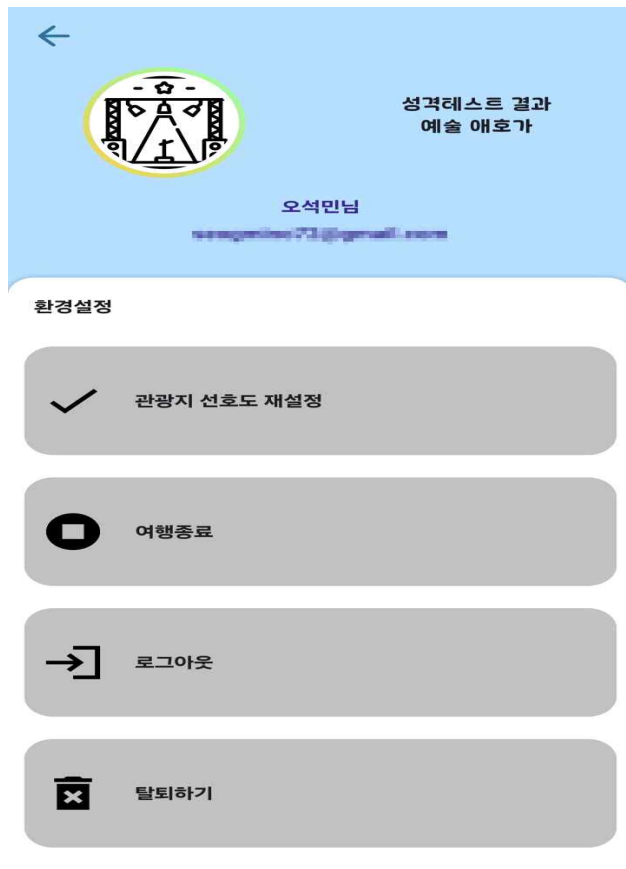 성격테스트 결과
예술 애호가
오석민님
환경설정
관광지 선호도 재설정
여행종료
로그아웃
탈퇴하기